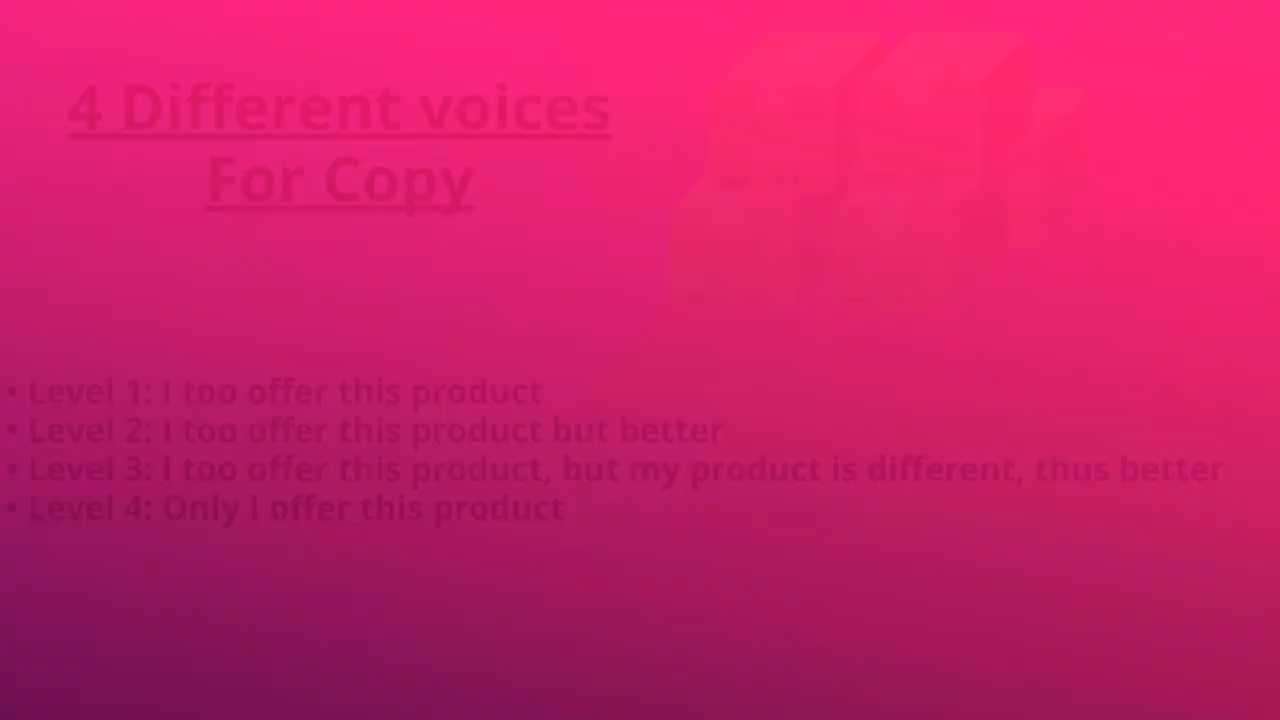 4 Different voices
For Copy
• Level 1: I too offer this product
• Level 2: I too offer this product but better
• Level 3: I too offer this product, but my product is different, thus better
• Level 4: Only I offer this product